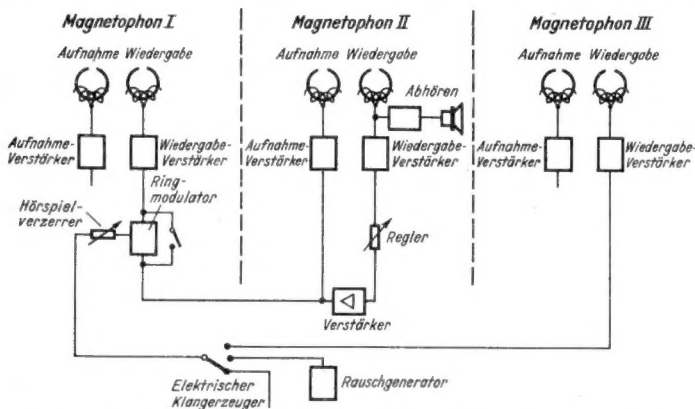 Magnetophon I
Magnetophon II
Magnetophon III
Aufnahme Wiedergabe
Aufnahme Wiedergabe
Aufnahme Wiedergabe
Abhören
Aufnahme-
Verstärker
Wiedergabe-
Verstärker
Aufnahme-
Verstärker
Wiedergabe-
Verstärker
Aufnahme-
Verstärker
Wiedergabe-
Verstärker
Ring-
modulator
Hörspiel-
verzerrer
Regler
Verstärker
Elektrischer
Klangerzeuger
Rauschgenerator